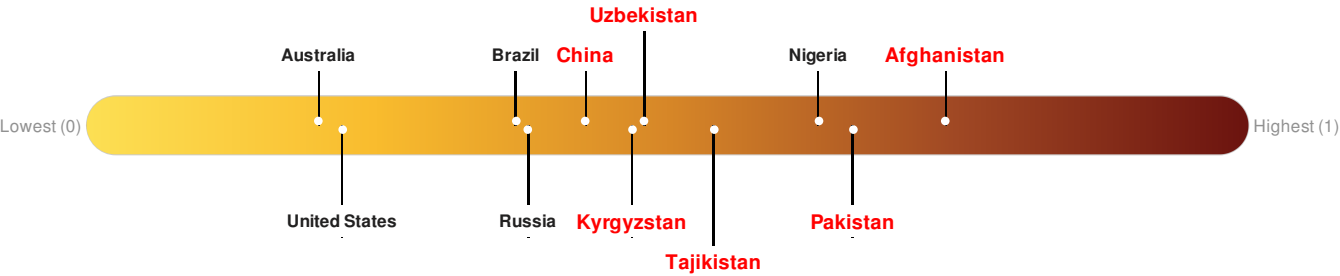 Uzbekistan
Australia
Brazil
China
Nigeria
Afghanistan
Lowest (0)
Highest (1)
United States
Russia
Kyrgyzstan
Pakistan
Tajikistan